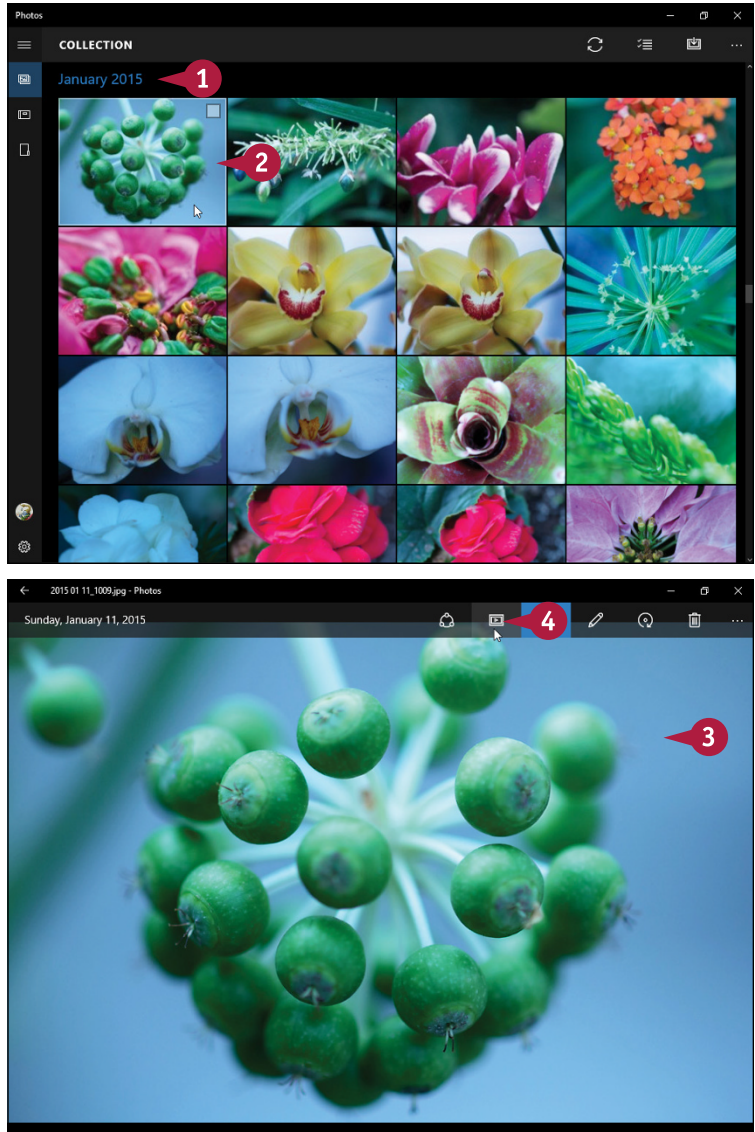 Photos
COLLECTION
January 2015
1
2
2015 01 11_1009.jpg - Photos
Sunday, January 11, 2015
4
3